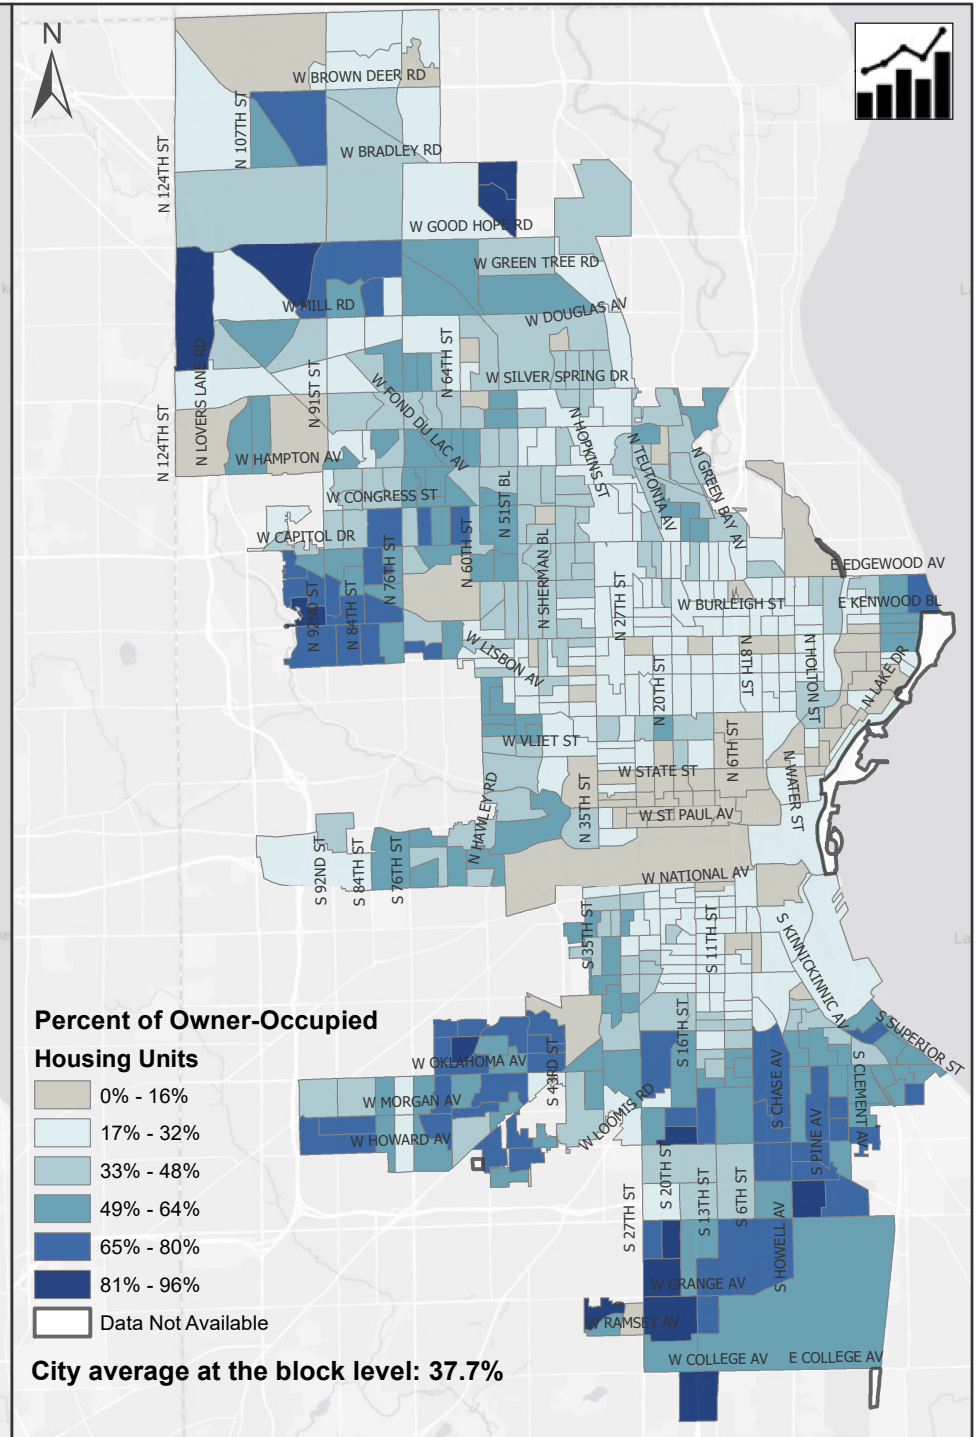 N
W BROWN DEER RD
N 107TH ST
N 124TH ST
W BRADLEY RD
W GOOD HOPE RD
W GREEN TREE RD
W MILL RD
W DOUGLAS AV
N LOVERS LANE RD
N 91ST ST
N 64TH ST
W SILVER SPRING DR
W FOND DU LAC AV
N 124TH ST
N HOPKINS ST
N TEUTONIA AV
N GREEN BAY AV
W HAMPTON AV
W CONGRESS ST
N 51ST BL
W CAPITOL DR
N 76TH ST
N 60TH ST
N SHERMAN BL
E EDGEWOOD AV
N 92ND ST
N 84TH ST
N 27TH ST
W BURLEIGH ST
E KENWOOD BL
W LISBON AV
N 20TH ST
N 8TH ST
N HOLTON ST
N LAKE DR
W VLIET ST
N 6TH ST
W STATE ST
N WATER ST
N HAWLEY RD
N 35TH ST
W ST PAUL AV
S 92ND ST
S 84TH ST
S 76TH ST
W NATIONAL AV
S 35TH ST
S 11TH ST
S KINNICKINNIC AV
S SUPERIOR ST
S 16TH ST
W OKLAHOMA AV
S 43RD ST
S CHASE AV
S CLEMENT AV
W MORGAN AV
W LOOMIS RD
S PINE AV
W HOWARD AV
S 20TH ST
S 27TH ST
S 13TH ST
S 6TH ST
S HOWELL AV
W GRANGE AV
W RAMSEY AV
W COLLEGE AV
E COLLEGE AV
Percent of Owner-Occupied
Housing Units
0% - 16%
17% - 32%
33% - 48%
49% - 64%
65% - 80%
81% - 96%
Data Not Available
City average at the block level: 37.7%